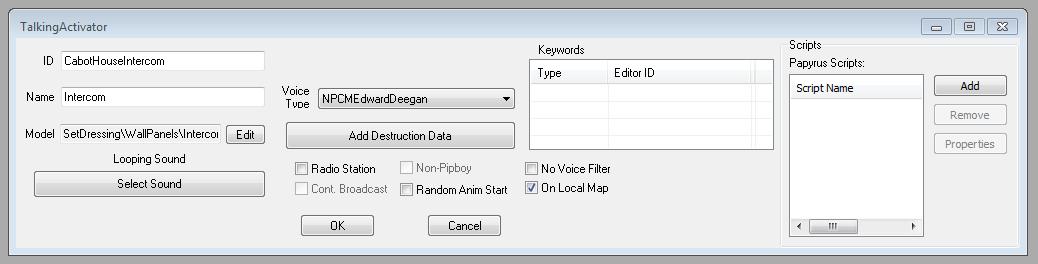 TalkingActivator
ID CabotHouseIntercom
Name Intercom
Model SetDressing\WallPanels\Intercor Edit
Looping Sound
Select Sound
Voice Type NPCMEdwardDeegan
Add Destruction Data
Radio Station Non-Pipboy No Voice Filter
Cont. Broadcast Random Anim Start On Local Map
OK Cancel
Keywords
Type Editor ID
Scripts
Papyrus Scripts:
Script Name
Add
Remove
Properties